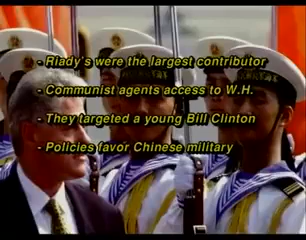 - Riady's were the largest contributor
- Communist agents access to W.H.
- They targeted a young Bill Clinton
- Policies favor Chinese military